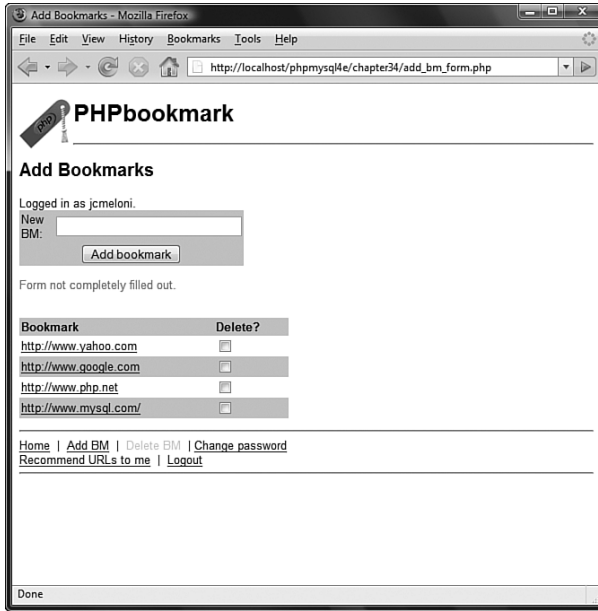 Add Bookmarks - Mozilla Firefox
File Edit View History Bookmarks Tools Help
http://localhost/phpmysql4e/chapter34/add_bm_form.php
php
PHPbookmark
Add Bookmarks
Logged in as jcmeloni.
New
BM:
Add bookmark
Form not completely filled out.
Bookmark Delete?
http://www.yahoo.com
http://www.google.com
http://www.php.net
http://www.mysql.com/
Home | Add BM | Delete BM | Change password
Recommend URLs to me | Logout
Done